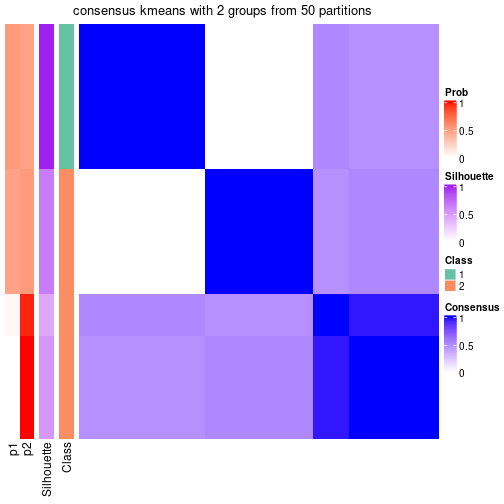 consensus kmeans with 2 groups from 50 partitions
Prob
1
0.5
0
Silhouette
1
0.5
0
Class
1
2
Consensus
1
0.5
0
p1
p2
Silhouette
Class